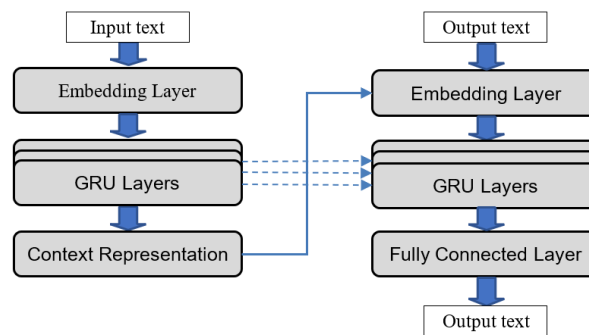 Input text
Embedding Layer
GRU Layers
Context Representation
Output text
Embedding Layer
GRU Layers
Fully Connected Layer
Output text